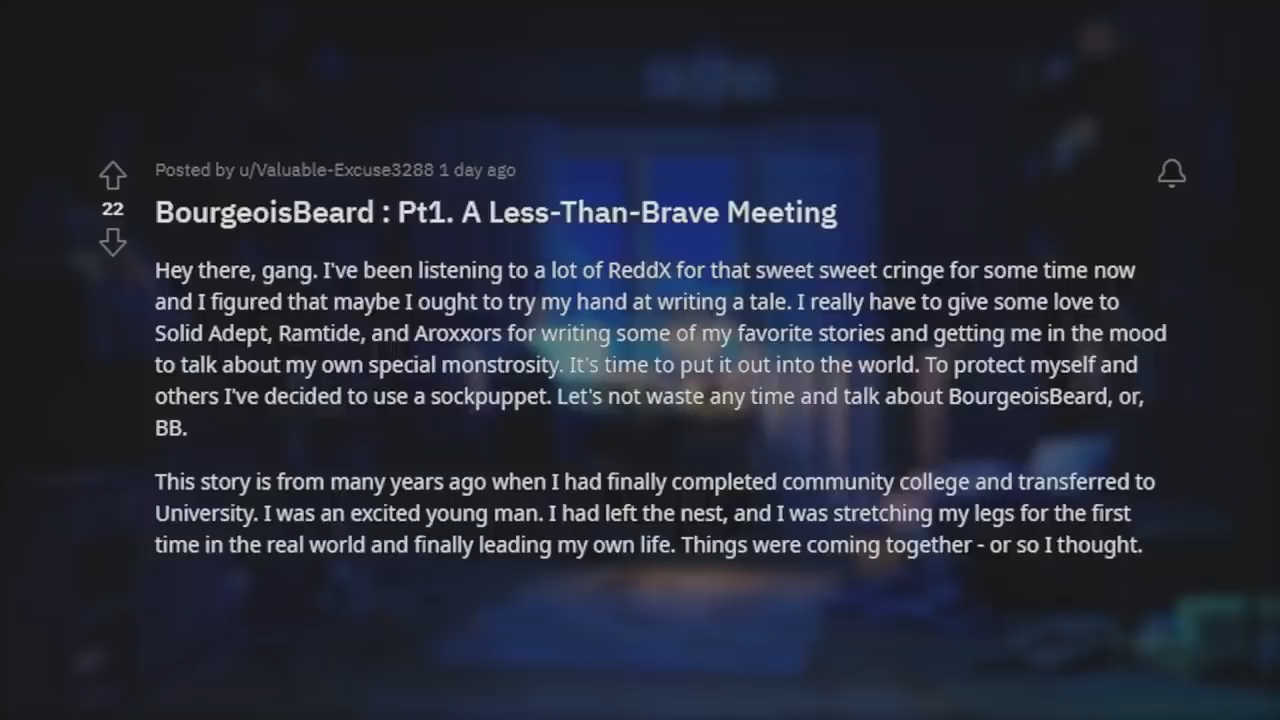 Posted by u/Valuable-Excuse3288 1 day ago
22
BourgeoisBeard : Pt1. A Less-Than-Brave Meeting
Hey there, gang. I've been listening to a lot of ReddX for that sweet sweet cringe for some time now
and I figured that maybe I ought to try my hand at writing a tale. I really have to give some love to
Solid Adept, Ramtide, and Aroxxors for writing some of my favorite stories and getting me in the mood
to talk about my own special monstrosity. It's time to put it out into the world. To protect myself and
others I've decided to use a sockpuppet. Let's not waste any time and talk about BourgeoisBeard, or,
BB.
This story is from many years ago when I had finally completed community college and transferred to
University. I was an excited young man. I had left the nest, and I was stretching my legs for the first
time in the real world and finally leading my own life. Things were coming together - or so I thought.